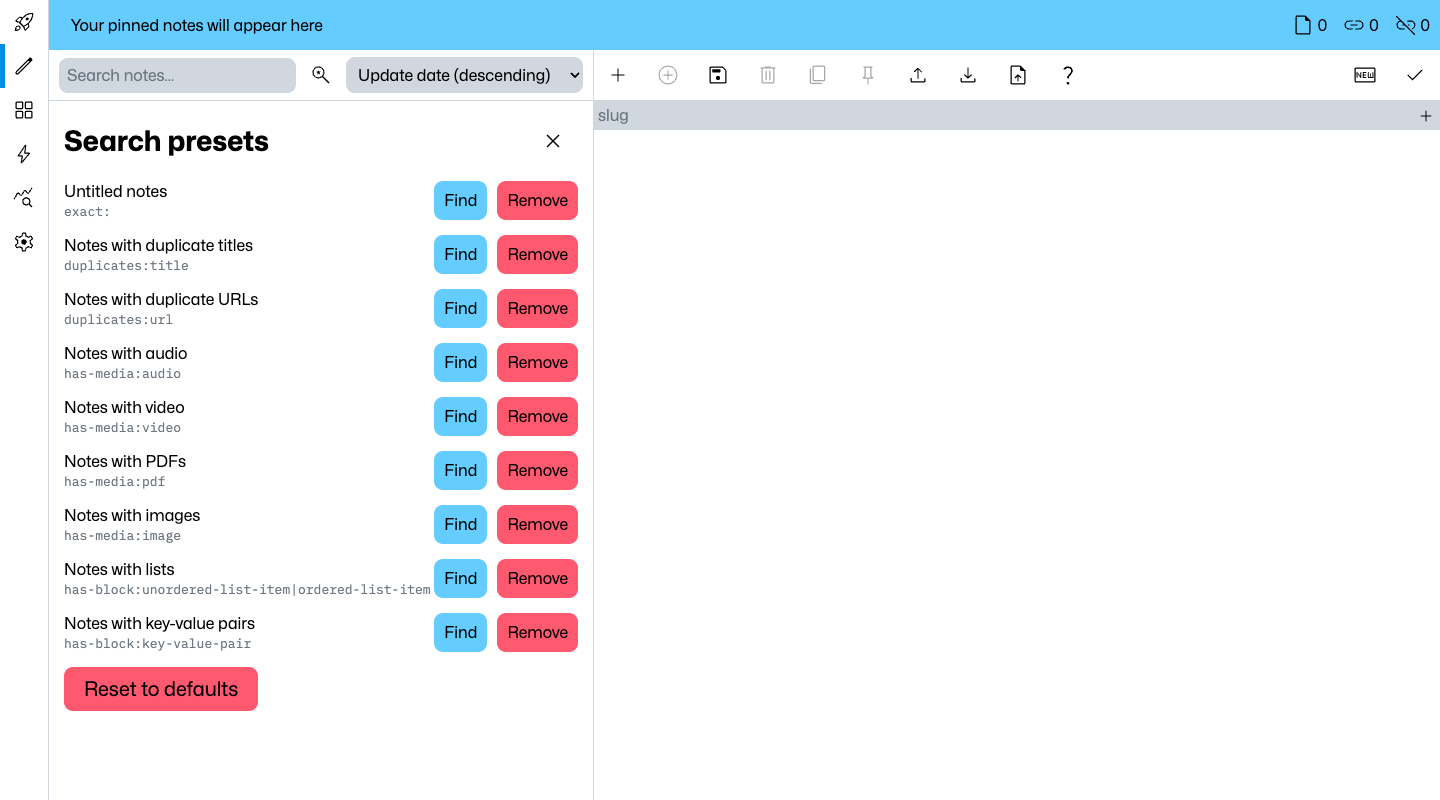 Your pinned notes will appear here
0
0
0
Search notes...
Update date (descending)
NEW
slug
Search presets
Untitled notes
exact:
Find
Remove
Notes with duplicate titles
duplicates:title
Find
Remove
Notes with duplicate URLs
duplicates:url
Find
Remove
Notes with audio
has-media:audio
Find
Remove
Notes with video
has-media:video
Find
Remove
Notes with PDFs
has-media:pdf
Find
Remove
Notes with images
has-media:image
Find
Remove
Notes with lists
has-block:unordered-list-item|ordered-list-item
Find
Remove
Notes with key-value pairs
has-block:key-value-pair
Find
Remove
Reset to defaults